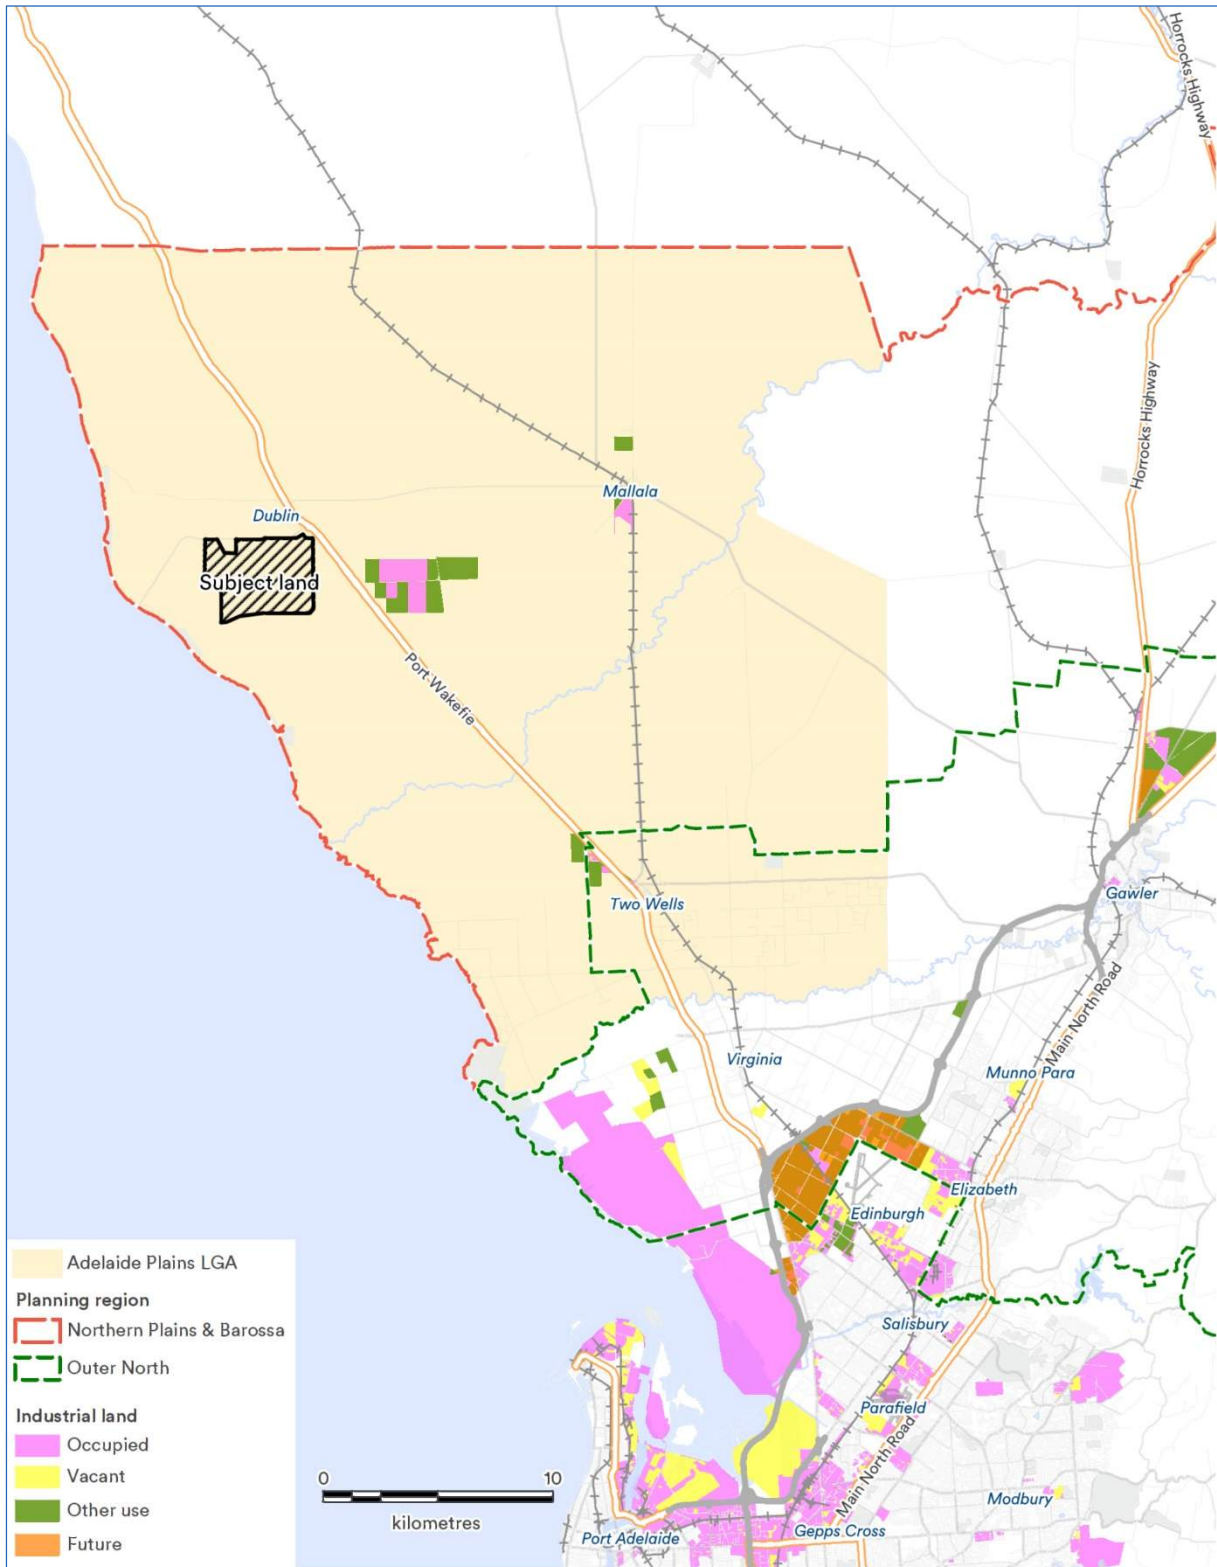 Horrocks Highway
Horrocks Highway
Mallala
Dublin
Subject land
Port Wakefie
Two Wells
Gawler
Main North Road
Virginia
Munno Para
Elizabeth
Edinburgh
Salisbury
Parafield
Main North Road
Modbury
Gepps Cross
Port Adelaide
Adelaide Plains LGA
Planning region
Northern Plains & Barossa
Outer North
Industrial land
Occupied
Vacant
Other use
Future
0 10
kilometres